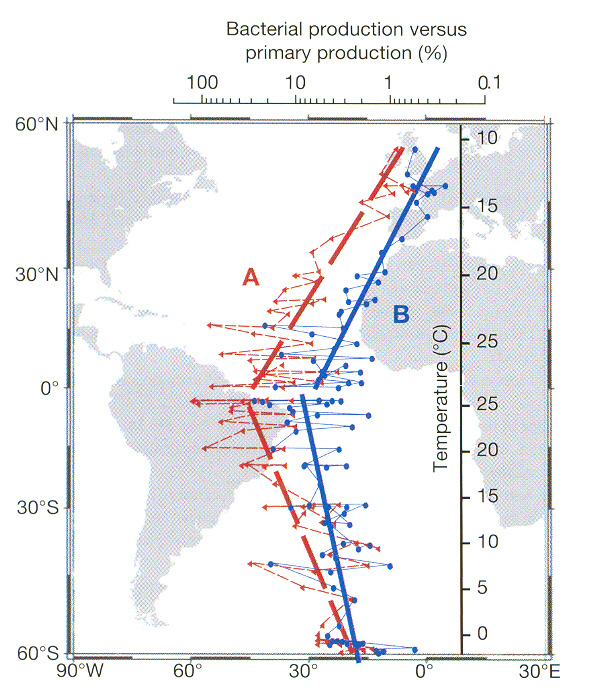 Bacterial production versus
primary production (%)
100 10 1 0.1
60°N
30°N
0°
30°S
60°S
A
B
Temperature (°C)
10
15
20
25
25
20
15
10
5
0
90°W 60° 30° 0° 30°E